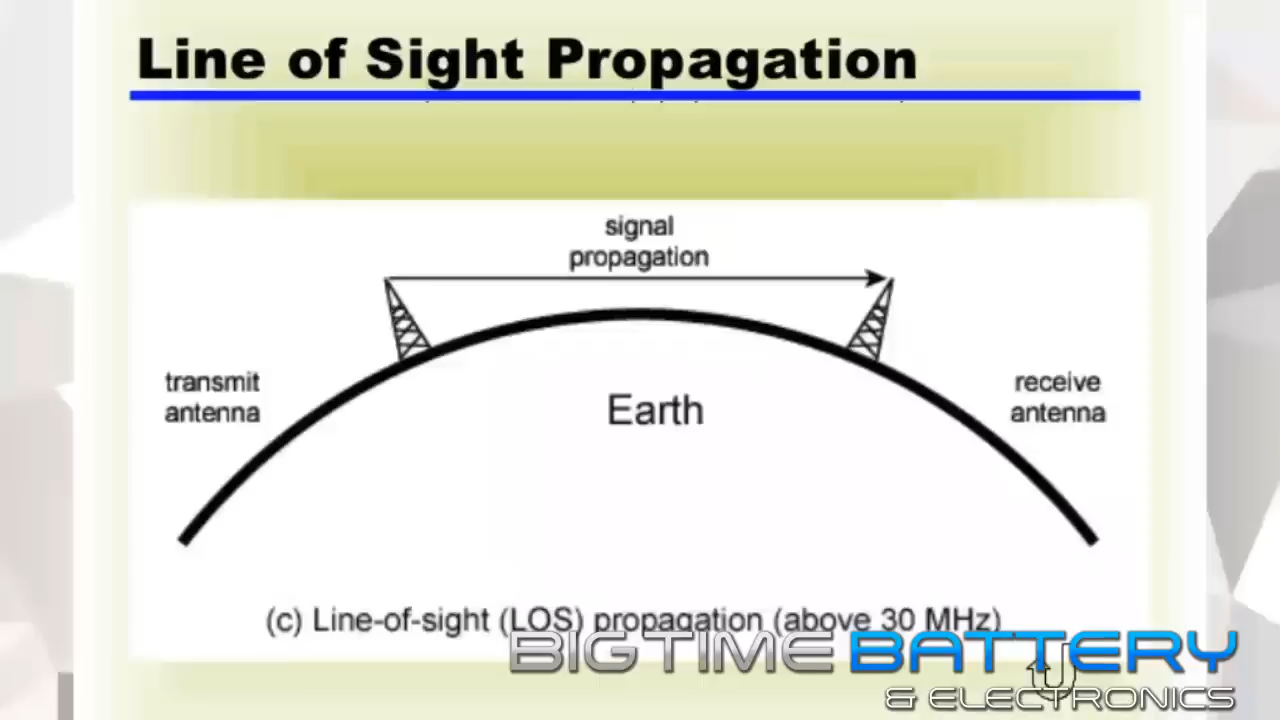 Line of Sight Propagation
signal
propagation
transmit
antenna
Earth
receive
antenna
(c) Line-of-sight (LOS) propagation (above 30 MHz)
BIGTIME BATTERY
& ELECTRONICS